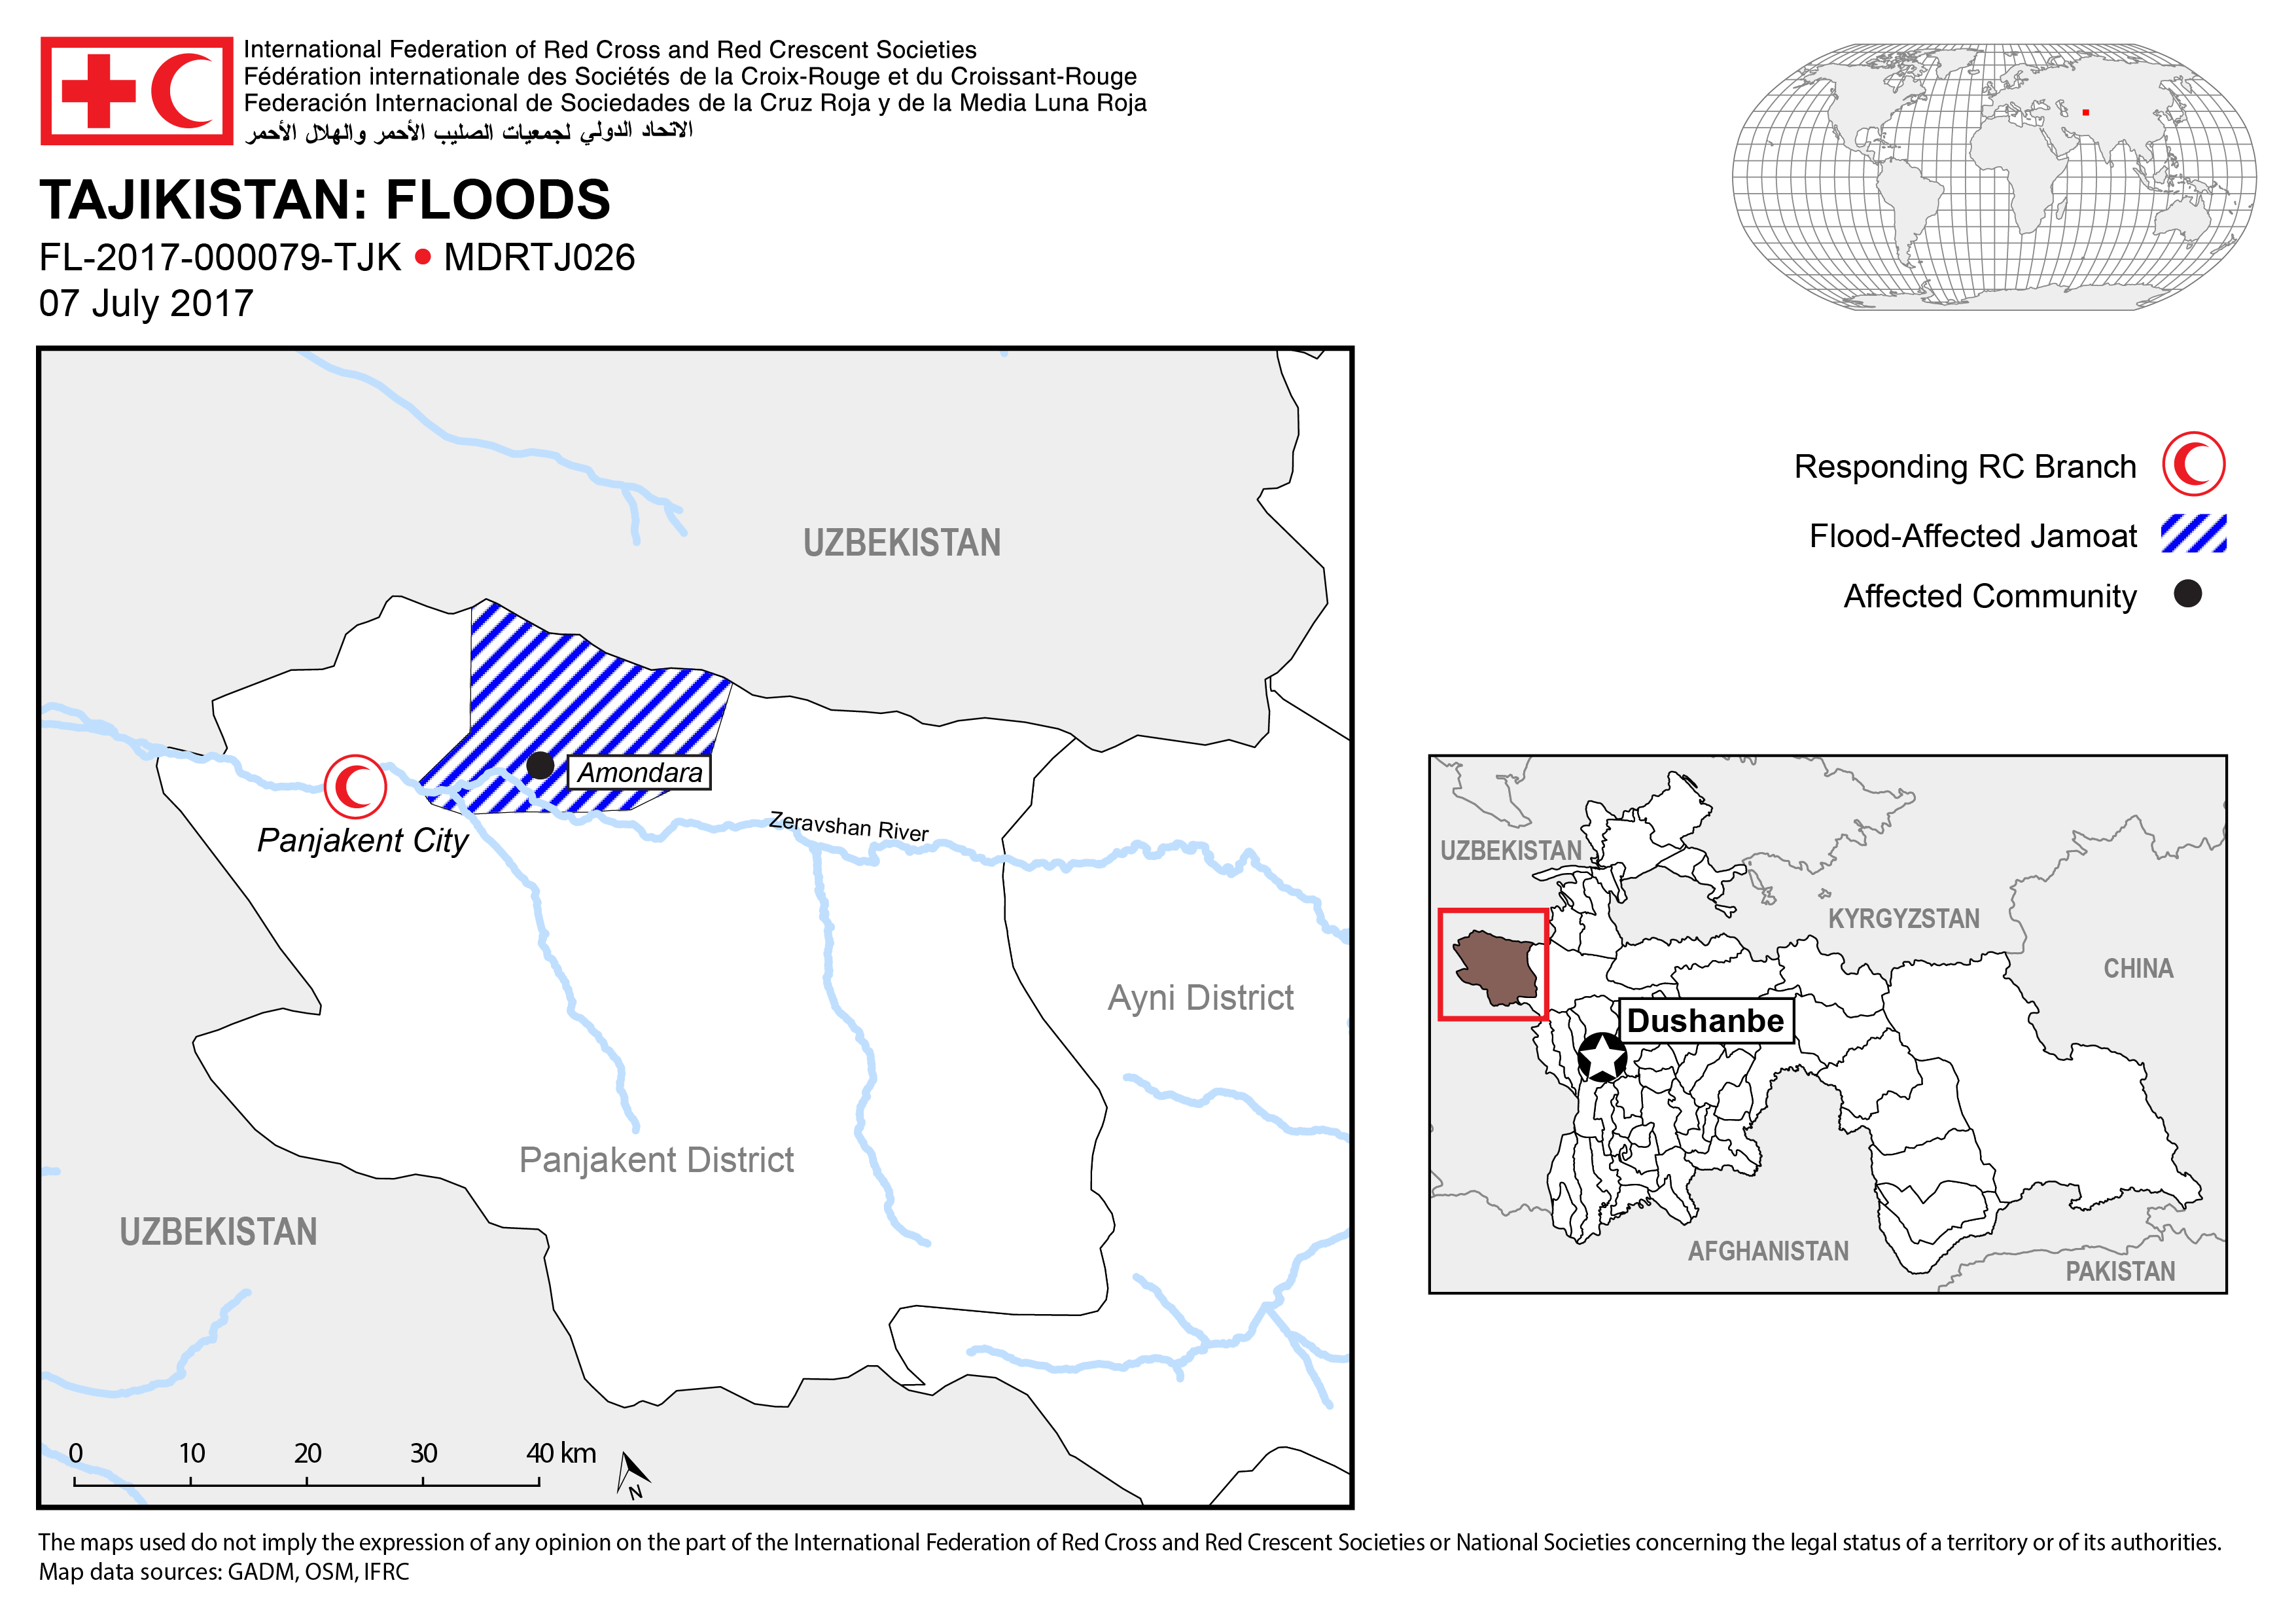 International Federation of Red Cross and Red Crescent Societies
Fédération internationale des Sociétés de la Croix-Rouge et du Croissant-Rouge
Federación Internacional de Sociedades de la Cruz Roja y de la Media Luna Roja
الاتحاد الدولي لجمعيات الصليب الأحمر والهلال الأحمر
TAJIKISTAN: FLOODS
FL-2017-000079-TJK • MDRTJ026
07 July 2017
Responding RC Branch
Flood-Affected Jamoat
Affected Community
UZBEKISTAN
Amondara
Panjakent City
Zeravshan River
Ayni District
Panjakent District
UZBEKISTAN
0 10 20 30 40 km
N
UZBEKISTAN
KYRGYZSTAN
CHINA
Dushanbe
AFGHANISTAN
PAKISTAN
The maps used do not imply the expression of any opinion on the part of the International Federation of Red Cross and Red Crescent Societies or National Societies concerning the legal status of a territory or of its authorities.
Map data sources: GADM, OSM, IFRC